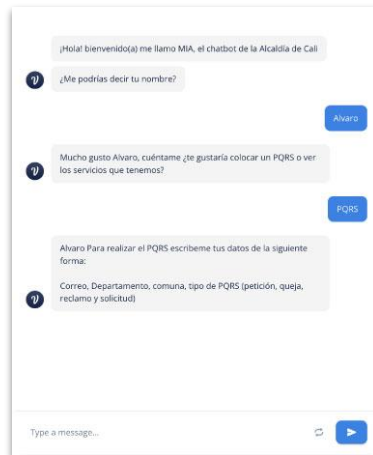 ¡Hola! bienvenido(a) me llamo MIA, el chatbot de la Alcaldía de Cali
¿Me podrías decir tu nombre?
Alvaro
Mucho gusto Alvaro, cuéntame ¿te gustaría colocar un PQRS o ver
los servicios que tenemos?
PQRS
Alvaro Para realizar el PQRS escribeme tus datos de la siguiente
forma:
Correo, Departamento, comuna, tipo de PQRS (petición, queja,
reclamo y solicitud)
Type a message...